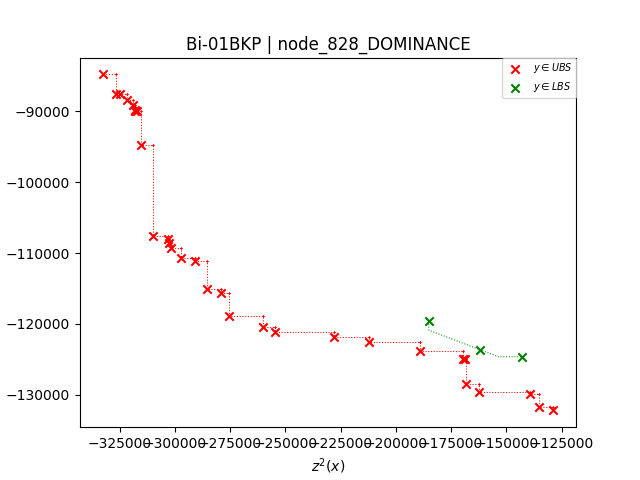 Bi-01BKP | node_828_DOMINANCE
y ∈ UBS
y ∈ LBS
−90000
−100000
−110000
−120000
−130000
−325000 −300000 −275000 −250000 −225000 −200000 −175000 −150000 −125000
z²(x)